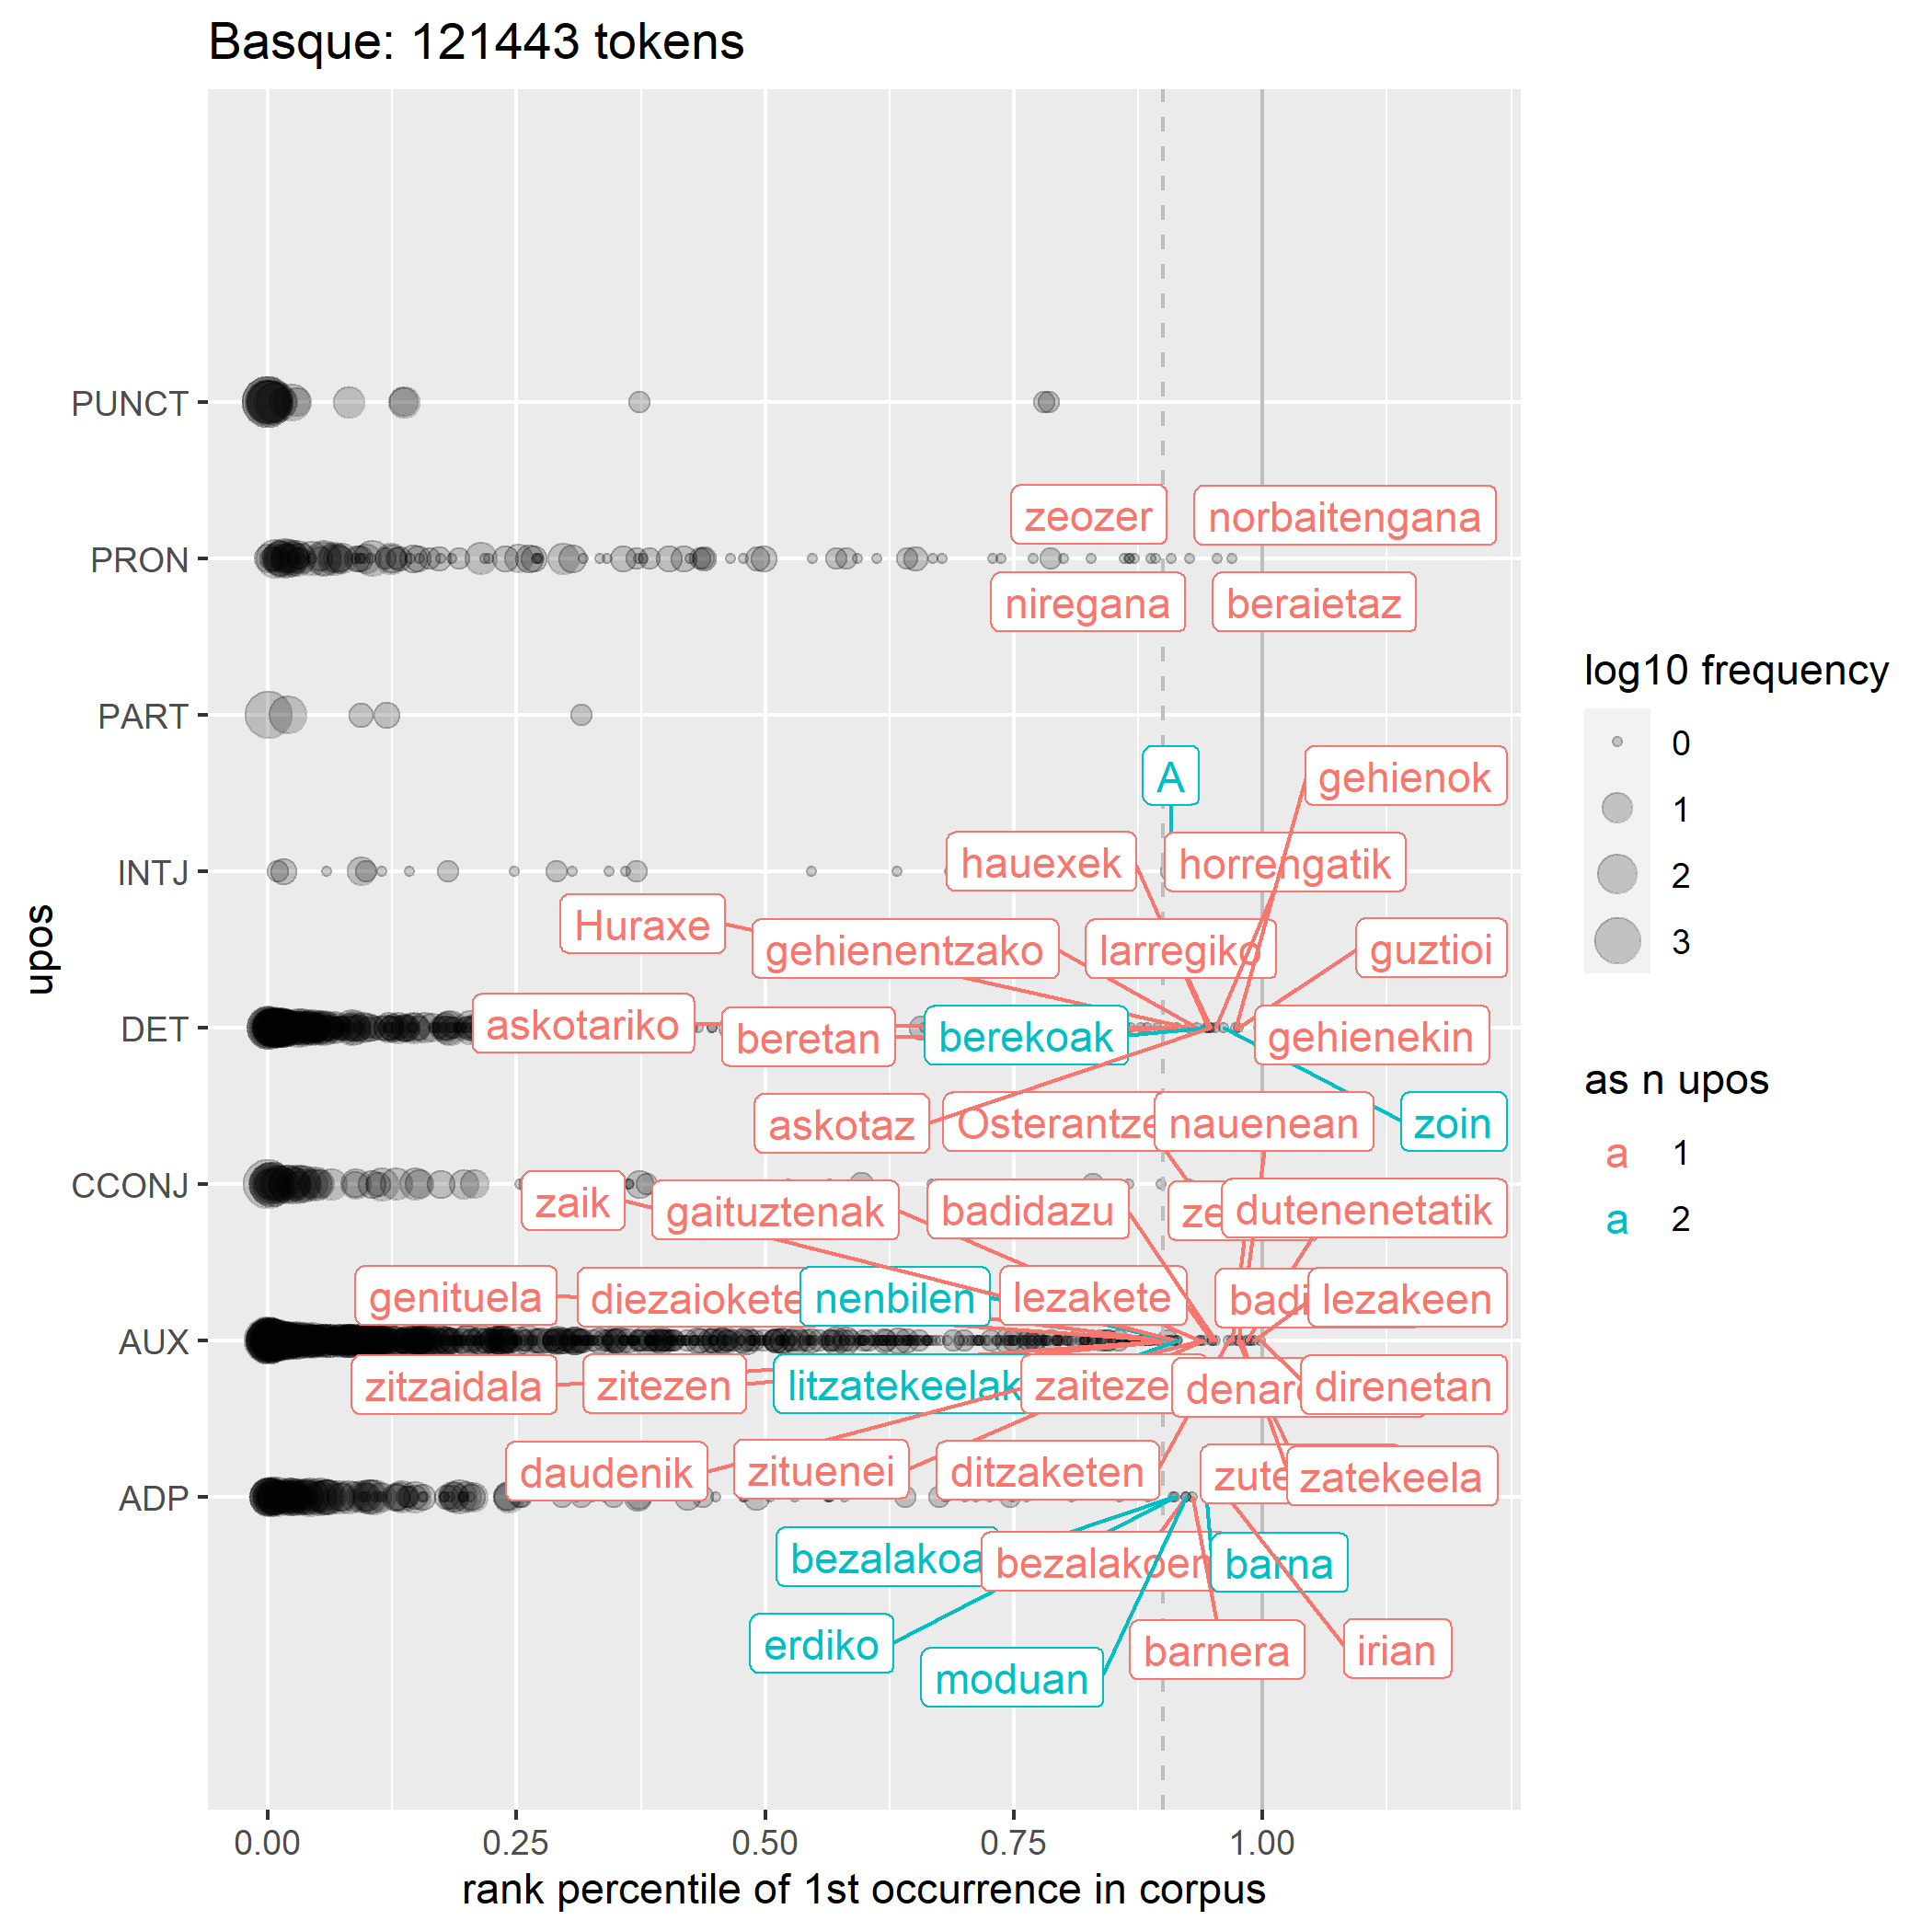 Basque: 121443 tokens
PUNCT
PRON
PART
INTJ
DET
CCONJ
AUX
ADP
upos
zeozer
norbaitengana
niregana
beraietaz
A
gehienok
hauexek
horrengatik
Huraxe
gehienentzako
larregiko
guztioi
askotariko
beretan
berekoak
gehienekin
askotaz
nauenean
zoin
zaik
gaituztenak
badidazu
dutenenetatik
genituela
nenbilen
lezakete
lezakeen
zitzaidala
zitezen
litzatekeelak
direnetan
daudenik
zituenei
ditzaketen
zatekeela
barna
erdiko
moduan
barnera
irian
0.00
0.25
0.50
0.75
1.00
rank percentile of 1st occurrence in corpus
log10 frequency
0
1
2
3
as n upos
a 1
a 2